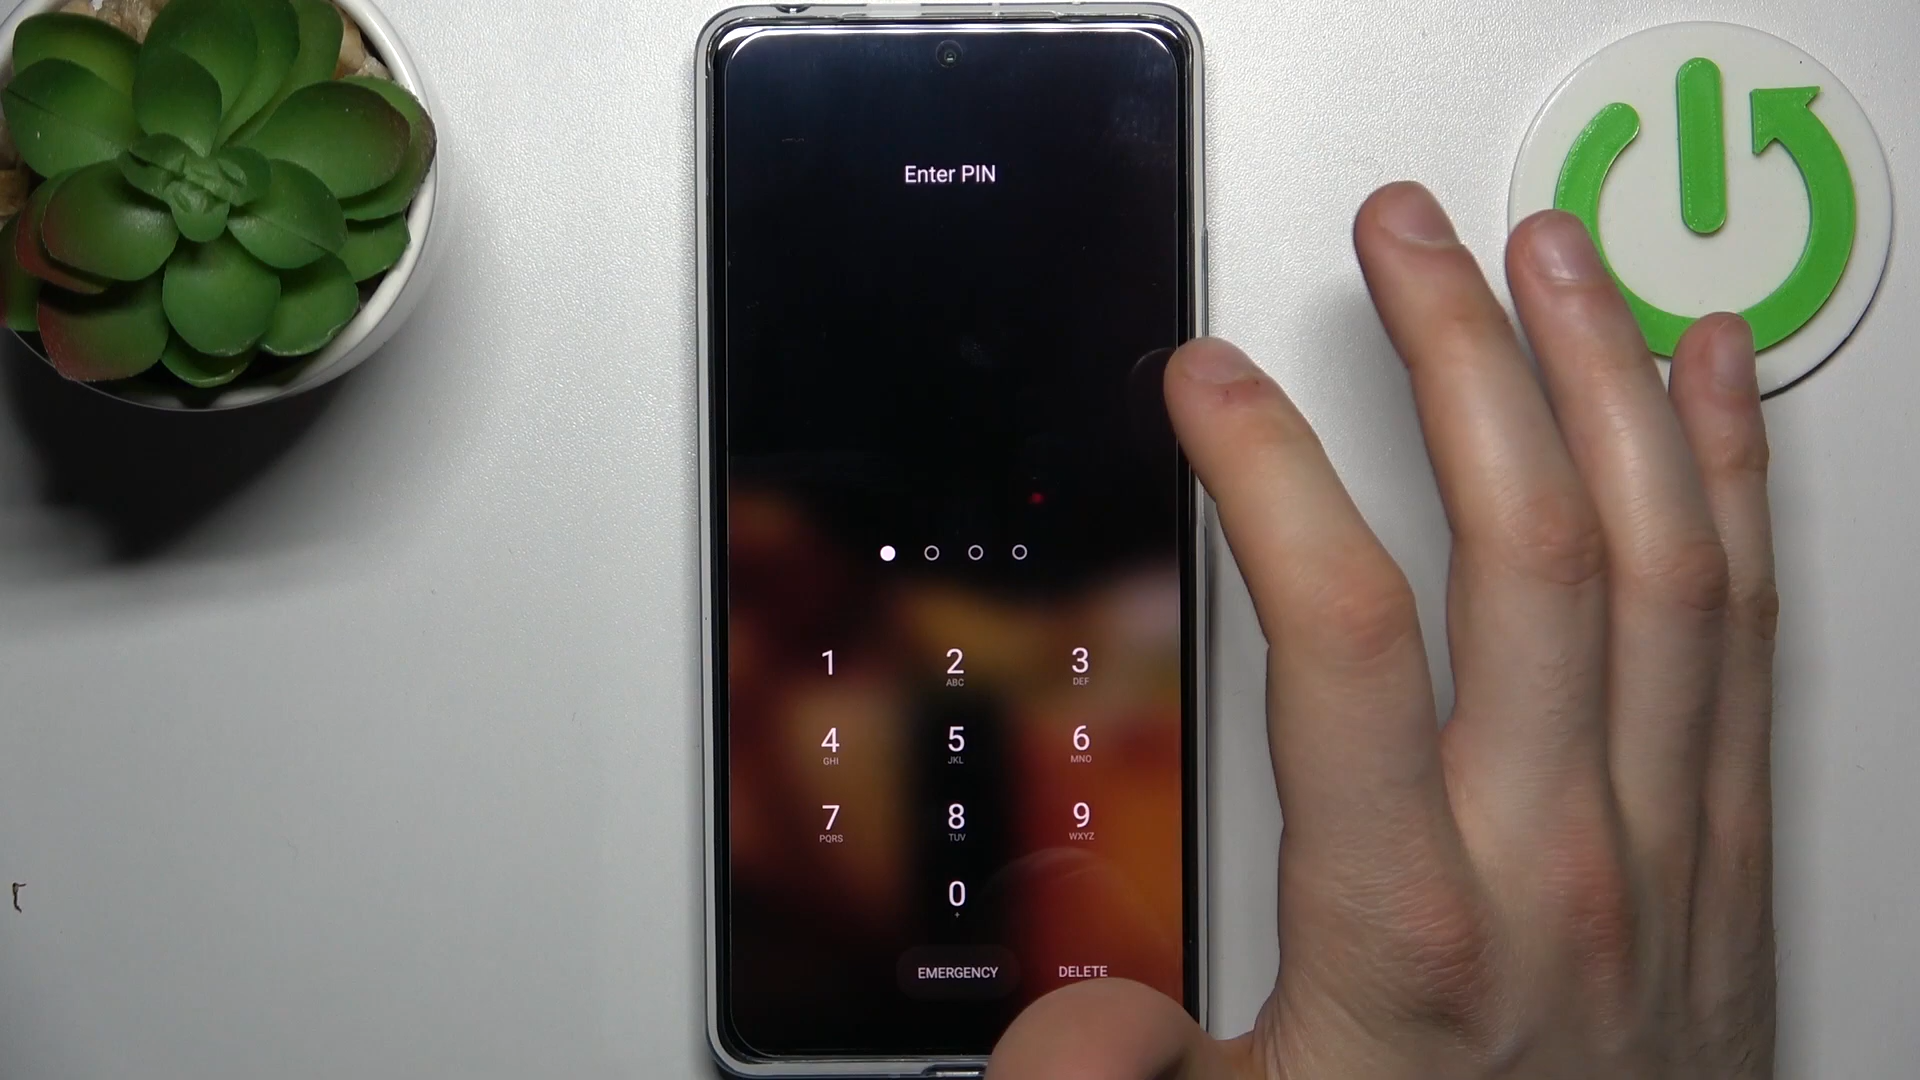 Enter PIN
1 2 3
ABC DEF
4 5 6
GHI JKL MNO
7 8 9
PQRS TUV WXYZ
0
+
EMERGENCY DELETE